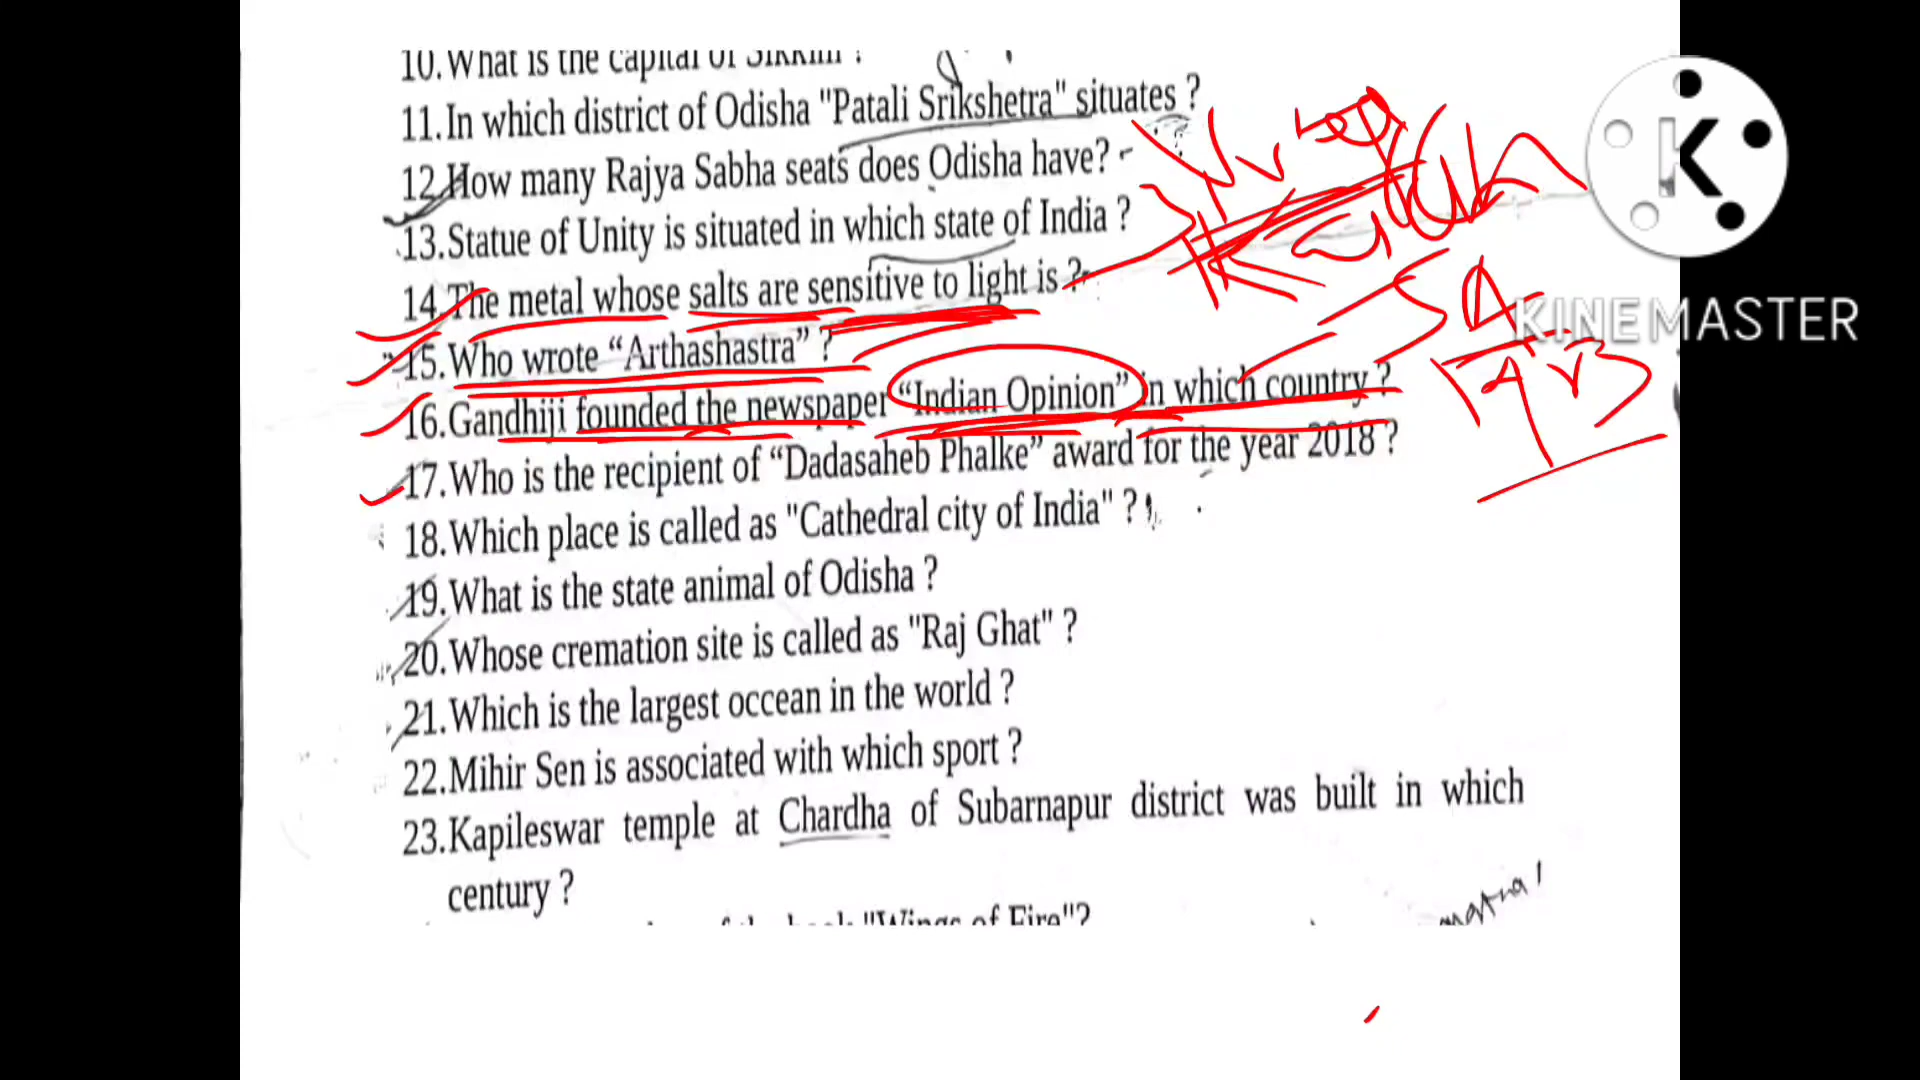 10.What is the capital of Sikkim ?
11.In which district of Odisha "Patali Srikshetra" situates ?
12.How many Rajya Sabha seats does Odisha have?
13.Statue of Unity is situated in which state of India ?
14.The metal whose salts are sensitive to light is ?
15.Who wrote “Arthashastra” ?
16.Gandhiji founded the newspaper “Indian Opinion” in which country ?
17.Who is the recipient of “Dadasaheb Phalke” award for the year 2018 ?
18.Which place is called as "Cathedral city of India" ?
19.What is the state animal of Odisha ?
20.Whose cremation site is called as "Raj Ghat" ?
21.Which is the largest occean in the world ?
22.Mihir Sen is associated with which sport ?
23.Kapileswar temple at Chardha of Subarnapur district was built in which
century ?
"Wings of Fire"?
K
KINEMASTER